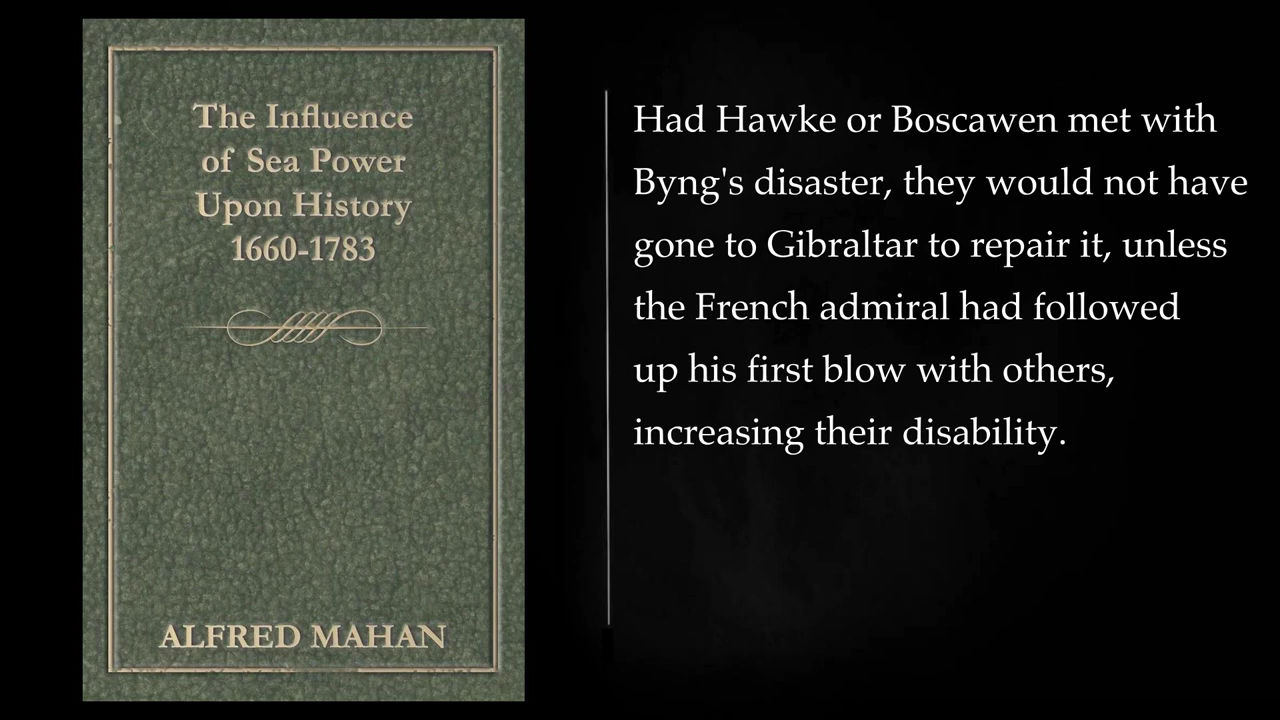 The Influence
of Sea Power
Upon History
1660-1783
ALFRED MAHAN
Had Hawke or Boscawen met with
Byng's disaster, they would not have
gone to Gibraltar to repair it, unless
the French admiral had followed
up his first blow with others,
increasing their disability.